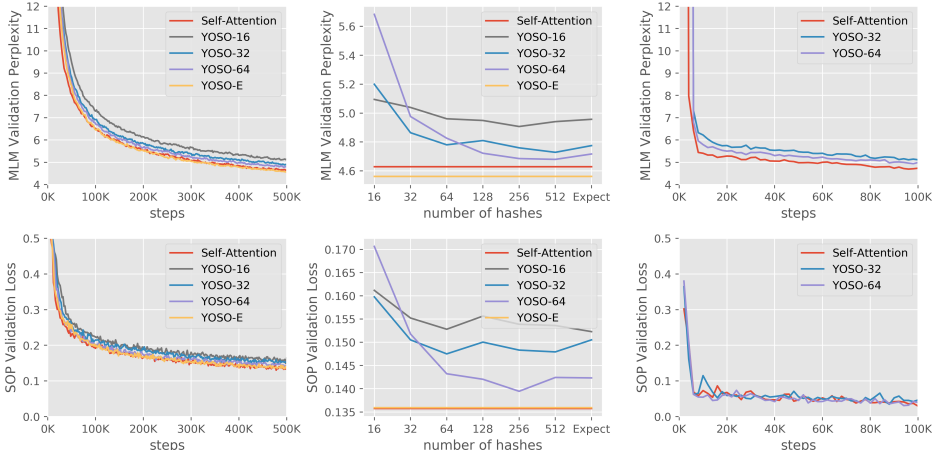 MLM Validation Perplexity
12
11
10
9
8
7
6
5
4
0K 100K 200K 300K 400K 500K
steps
Self-Attention
YOSO-16
YOSO-32
YOSO-64
YOSO-E
MLM Validation Perplexity
5.6
5.4
5.2
5.0
4.8
4.6
16 32 64 128 256 512 Expect
number of hashes
Self-Attention
YOSO-16
YOSO-32
YOSO-64
YOSO-E
MLM Validation Perplexity
12
11
10
9
8
7
6
5
4
0K 20K 40K 60K 80K 100K
steps
Self-Attention
YOSO-32
YOSO-64
SOP Validation Loss
0.5
0.4
0.3
0.2
0.1
0.0
0K 100K 200K 300K 400K 500K
steps
Self-Attention
YOSO-16
YOSO-32
YOSO-64
YOSO-E
SOP Validation Loss
0.170
0.165
0.160
0.155
0.150
0.145
0.140
0.135
16 32 64 128 256 512 Expect
number of hashes
Self-Attention
YOSO-16
YOSO-32
YOSO-64
YOSO-E
SOP Validation Loss
0.5
0.4
0.3
0.2
0.1
0.0
0K 20K 40K 60K 80K 100K
steps
Self-Attention
YOSO-32
YOSO-64